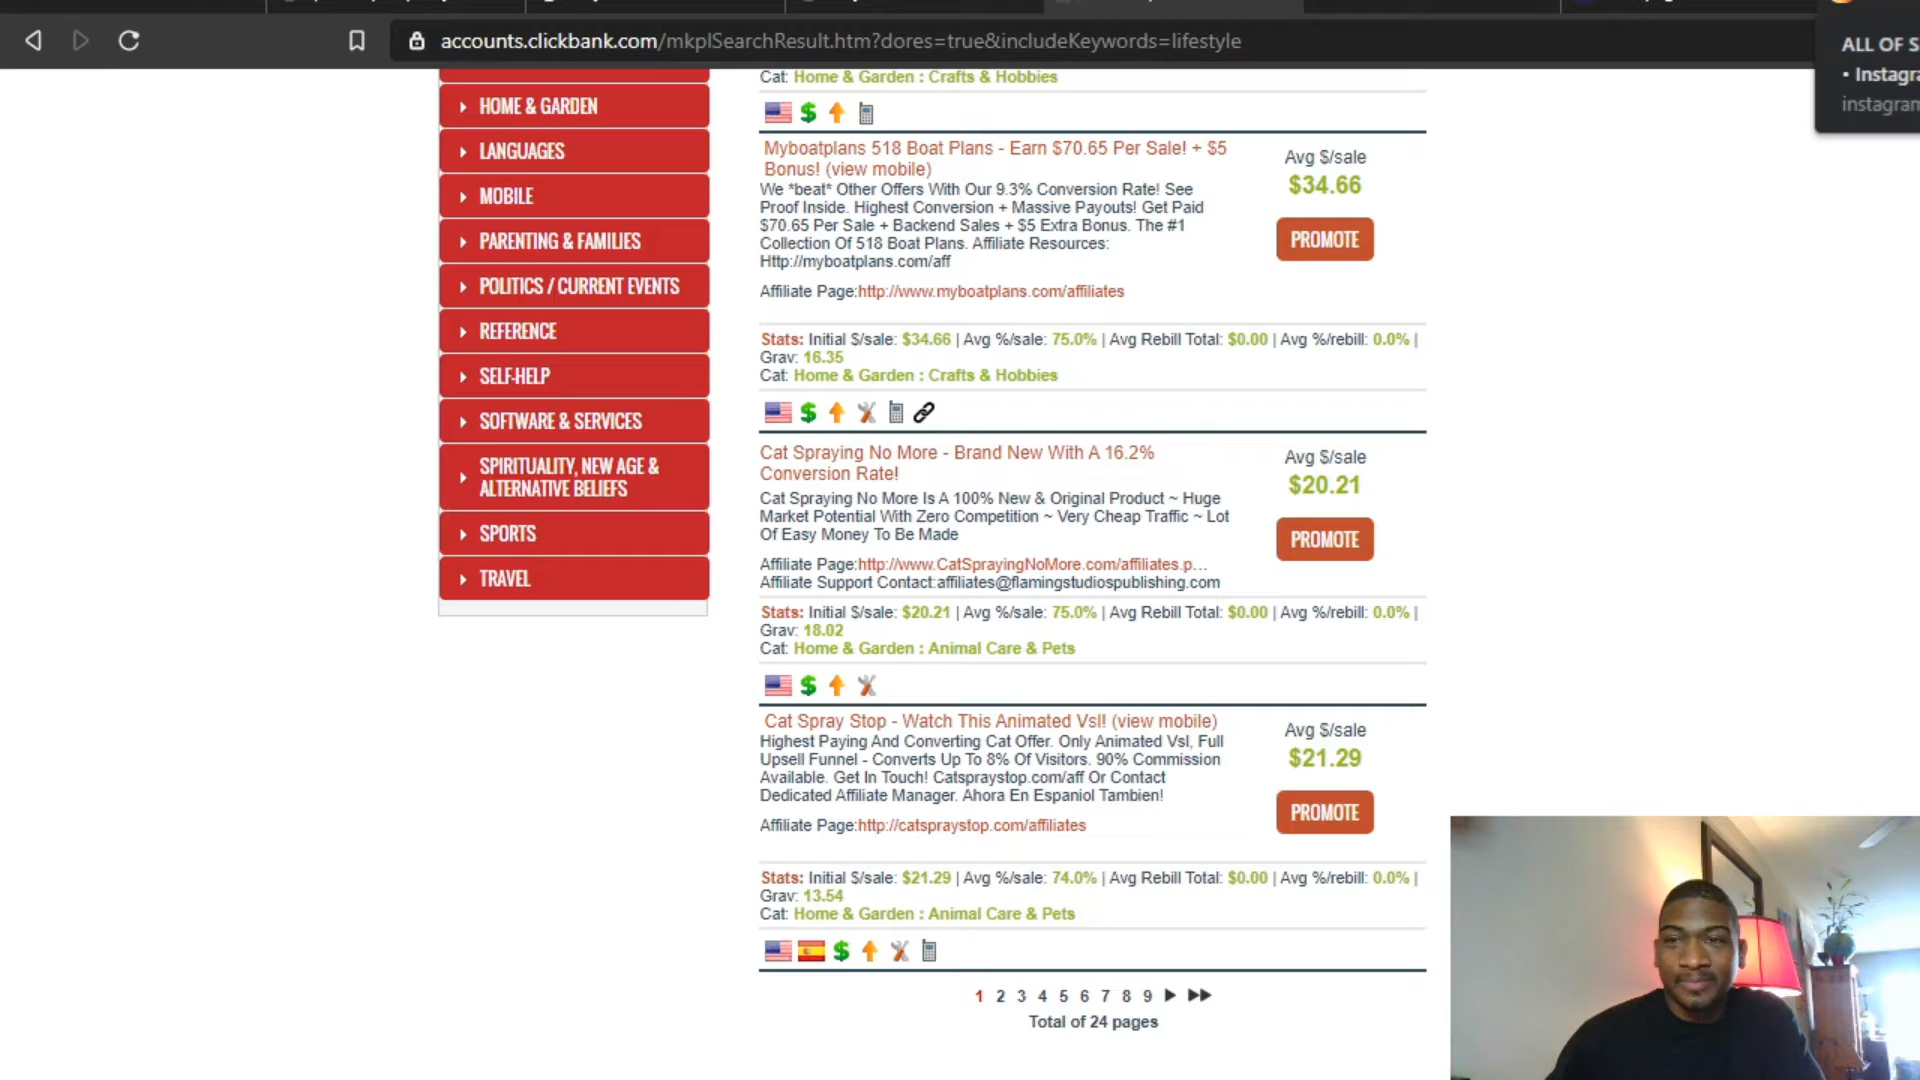 accounts.clickbank.com/mkplSearchResult.htm?dores=true&includeKeywords=lifestyle
ALL OF S
• Instagra
instagram
HOME & GARDEN
LANGUAGES
MOBILE
PARENTING & FAMILIES
POLITICS / CURRENT EVENTS
REFERENCE
SELF-HELP
SOFTWARE & SERVICES
SPIRITUALITY, NEW AGE &
ALTERNATIVE BELIEFS
SPORTS
TRAVEL
Cat: Home & Garden : Crafts & Hobbies
Myboatplans 518 Boat Plans - Earn $70.65 Per Sale! + $5
Bonus! (view mobile)
We *beat* Other Offers With Our 9.3% Conversion Rate! See
Proof Inside. Highest Conversion + Massive Payouts! Get Paid
$70.65 Per Sale + Backend Sales + $5 Extra Bonus. The #1
Collection Of 518 Boat Plans. Affiliate Resources:
Http://myboatplans.com/aff
Affiliate Page:http://www.myboatplans.com/affiliates
Avg $/sale
$34.66
PROMOTE
Stats: Initial $/sale: $34.66 | Avg %/sale: 75.0% | Avg Rebill Total: $0.00 | Avg %/rebill: 0.0% |
Grav: 16.35
Cat: Home & Garden : Crafts & Hobbies
Cat Spraying No More - Brand New With A 16.2%
Conversion Rate!
Cat Spraying No More Is A 100% New & Original Product ~ Huge
Market Potential With Zero Competition ~ Very Cheap Traffic ~ Lot
Of Easy Money To Be Made
Affiliate Page:http://www.CatSprayingNoMore.com/affiliates.p...
Affiliate Support Contact:affiliates@flamingstudiospublishing.com
Avg $/sale
$20.21
PROMOTE
Stats: Initial $/sale: $20.21 | Avg %/sale: 75.0% | Avg Rebill Total: $0.00 | Avg %/rebill: 0.0% |
Grav: 18.02
Cat: Home & Garden : Animal Care & Pets
Cat Spray Stop - Watch This Animated Vsl! (view mobile)
Highest Paying And Converting Cat Offer. Only Animated Vsl, Full
Upsell Funnel - Converts Up To 8% Of Visitors. 90% Commission
Available. Get In Touch! Catspraystop.com/aff Or Contact
Dedicated Affiliate Manager. Ahora En Espaniol Tambien!
Affiliate Page:http://catspraystop.com/affiliates
Avg $/sale
$21.29
PROMOTE
Stats: Initial $/sale: $21.29 | Avg %/sale: 74.0% | Avg Rebill Total: $0.00 | Avg %/rebill: 0.0% |
Grav: 13.54
Cat: Home & Garden : Animal Care & Pets
1 2 3 4 5 6 7 8 9
Total of 24 pages